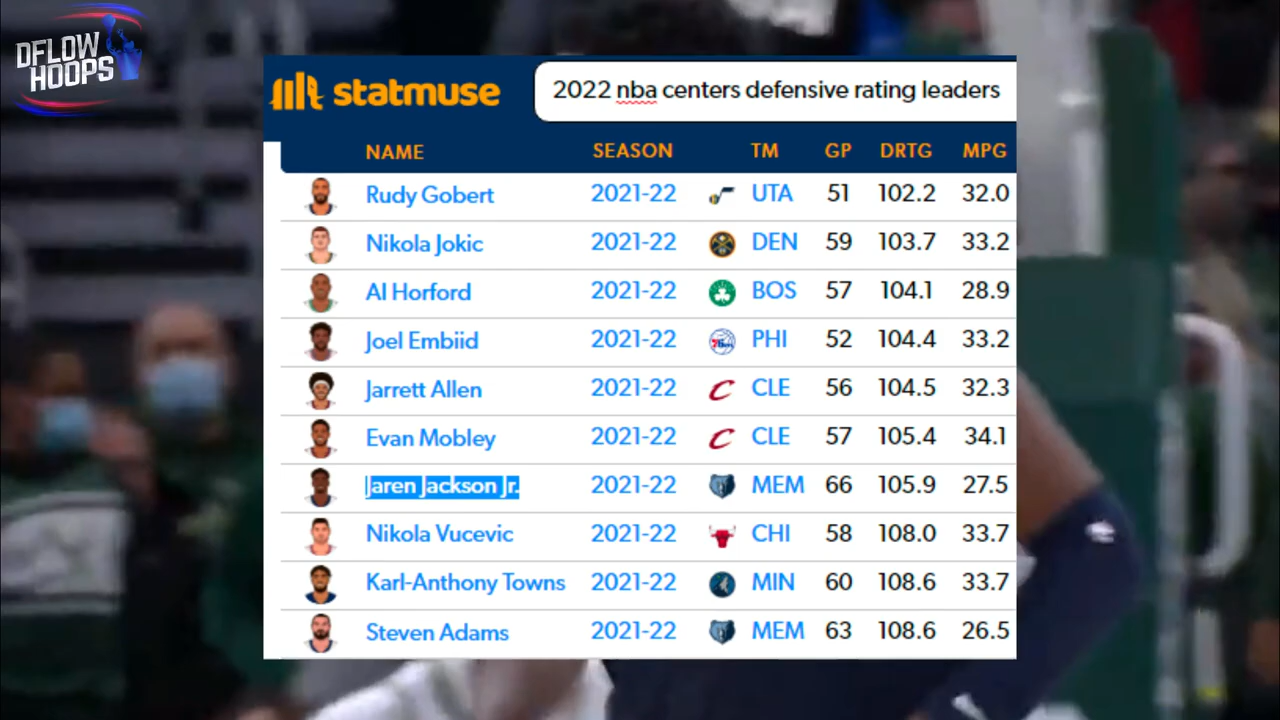 DFLOW
HOOPS
statmuse
2022 nba centers defensive rating leaders
NAME SEASON TM GP DRTG MPG
Rudy Gobert 2021-22 UTA 51 102.2 32.0
Nikola Jokic 2021-22 DEN 59 103.7 33.2
Al Horford 2021-22 BOS 57 104.1 28.9
Joel Embiid 2021-22 PHI 52 104.4 33.2
Jarrett Allen 2021-22 CLE 56 104.5 32.3
Evan Mobley 2021-22 CLE 57 105.4 34.1
Jaren Jackson Jr. 2021-22 MEM 66 105.9 27.5
Nikola Vucevic 2021-22 CHI 58 108.0 33.7
Karl-Anthony Towns 2021-22 MIN 60 108.6 33.7
Steven Adams 2021-22 MEM 63 108.6 26.5